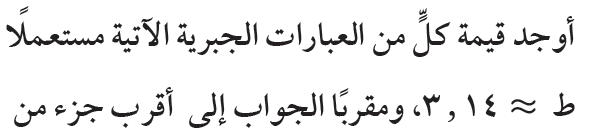 أوجد قيمة كلٍّ من العبارات الجبرية الآتية مستعملًا
ط ≈ ٣,١٤، ومقربًا الجواب إلى أقرب جزء من